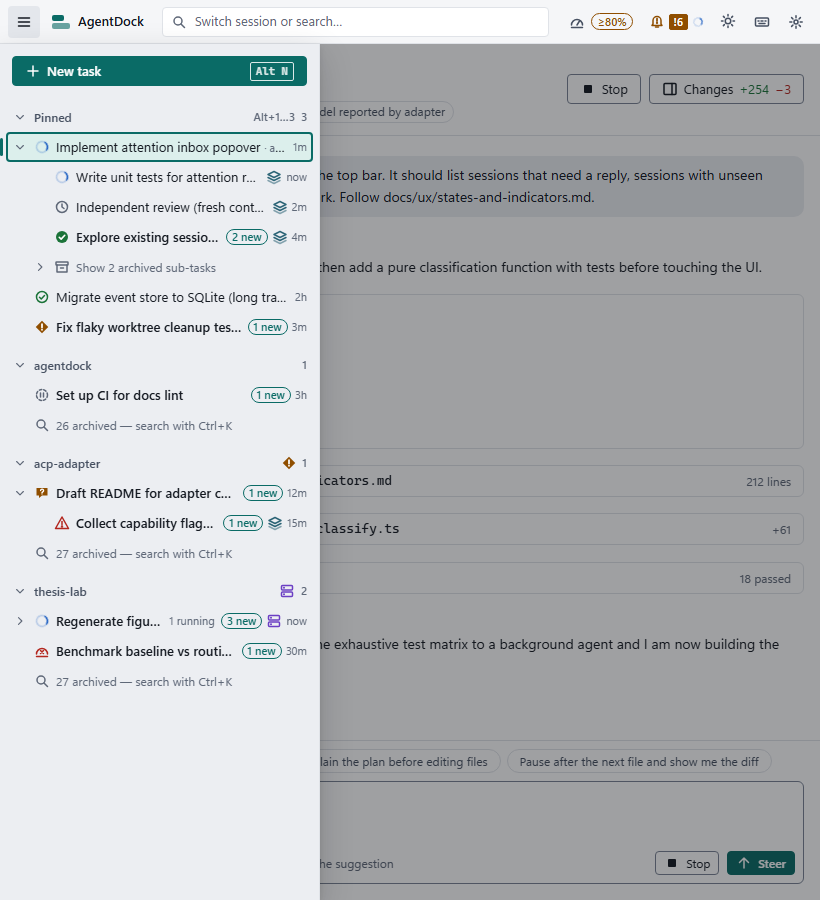 AgentDock
Switch session or search...
≥80%
!6
New task
Alt N
Stop
Changes +254 −3
Pinned
Alt+1...3 3
del reported by adapter
Implement attention inbox popover · a... 1m
Write unit tests for attention r... now
Independent review (fresh cont... 2m
Explore existing sessio... 2 new 4m
Show 2 archived sub-tasks
Migrate event store to SQLite (long tra... 2h
Fix flaky worktree cleanup tes... 1 new 3m
agentdock 1
Set up CI for docs lint 1 new 3h
26 archived — search with Ctrl+K
acp-adapter 1
Draft README for adapter c... 1 new 12m
Collect capability flag... 1 new 15m
27 archived — search with Ctrl+K
thesis-lab 2
Regenerate figu... 1 running 3 new now
Benchmark baseline vs routi... 1 new 30m
27 archived — search with Ctrl+K
the top bar. It should list sessions that need a reply, sessions with unseen
rk. Follow docs/ux/states-and-indicators.md.
then add a pure classification function with tests before touching the UI.
icators.md 212 lines
classify.ts +61
18 passed
he exhaustive test matrix to a background agent and I am now building the
lain the plan before editing files
Pause after the next file and show me the diff
he suggestion
Stop
Steer